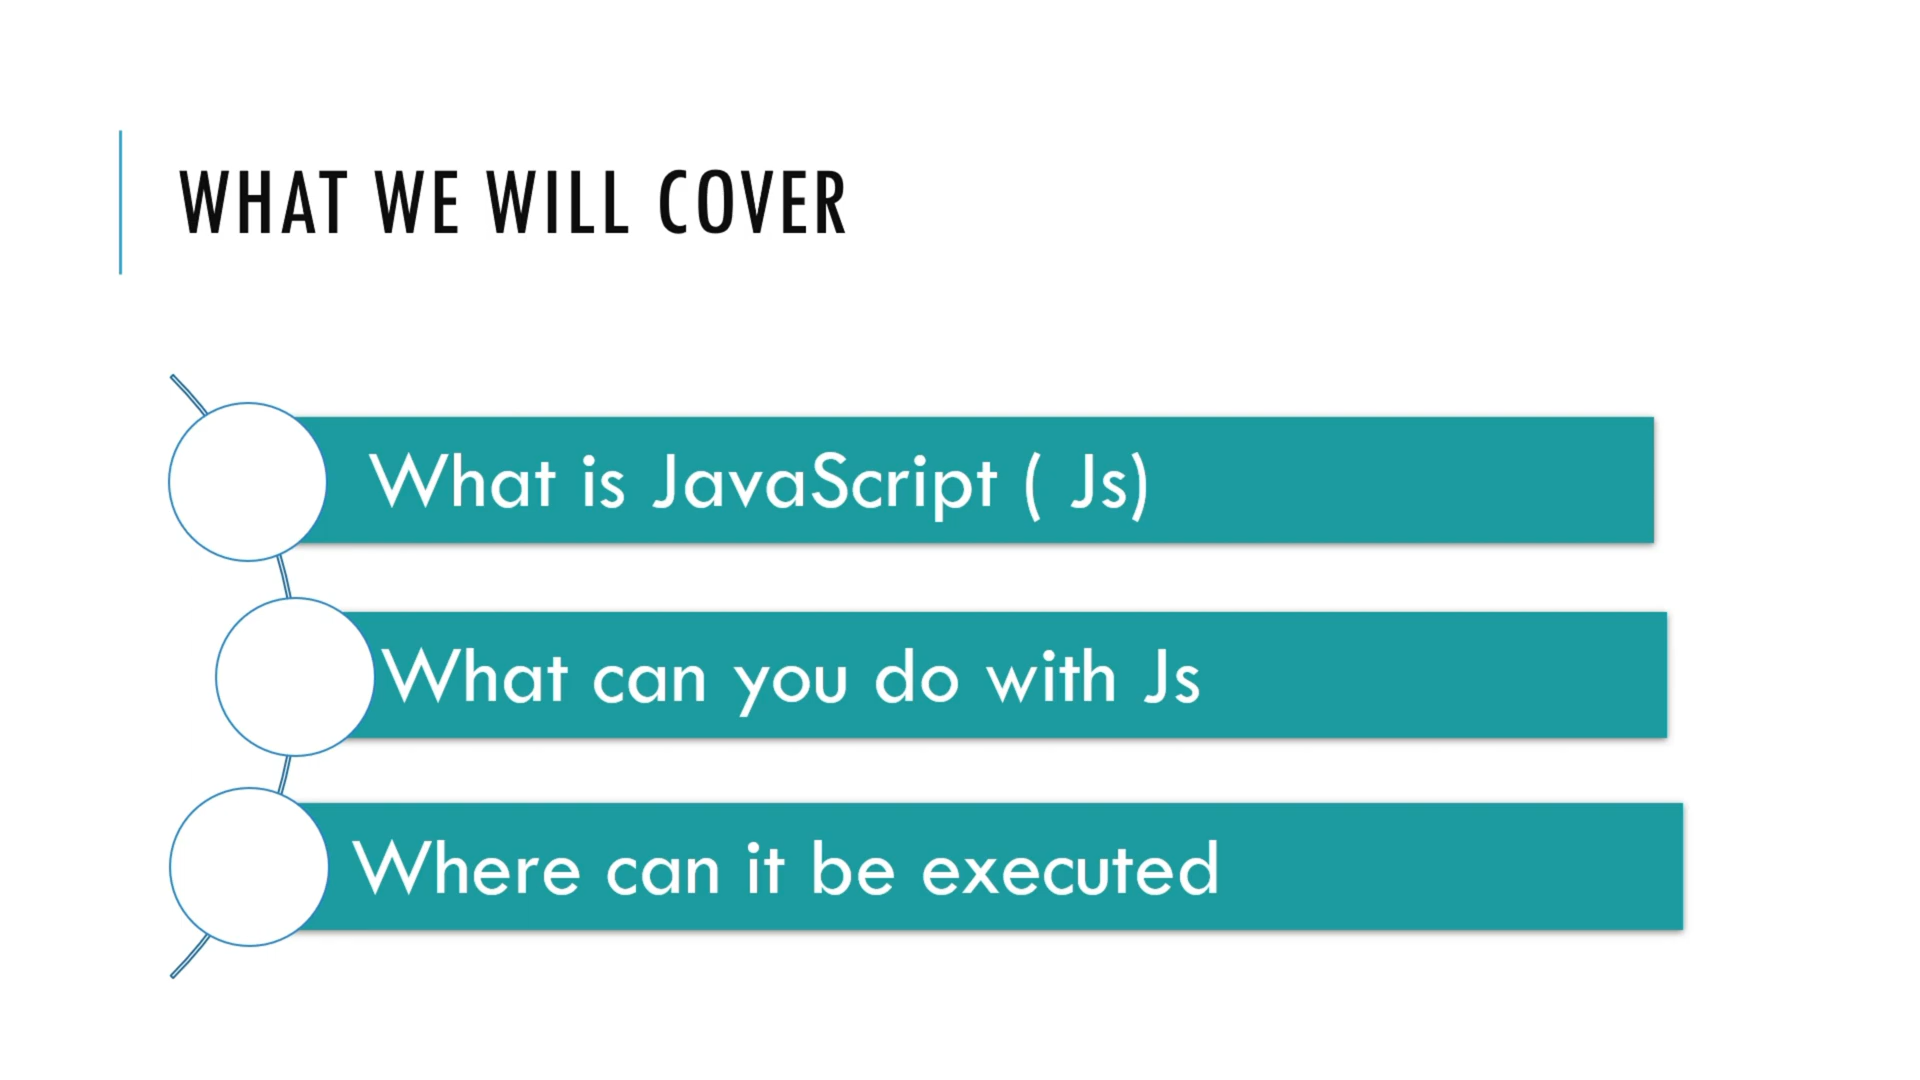 WHAT WE WILL COVER
What is JavaScript ( Js)
What can you do with Js
Where can it be executed